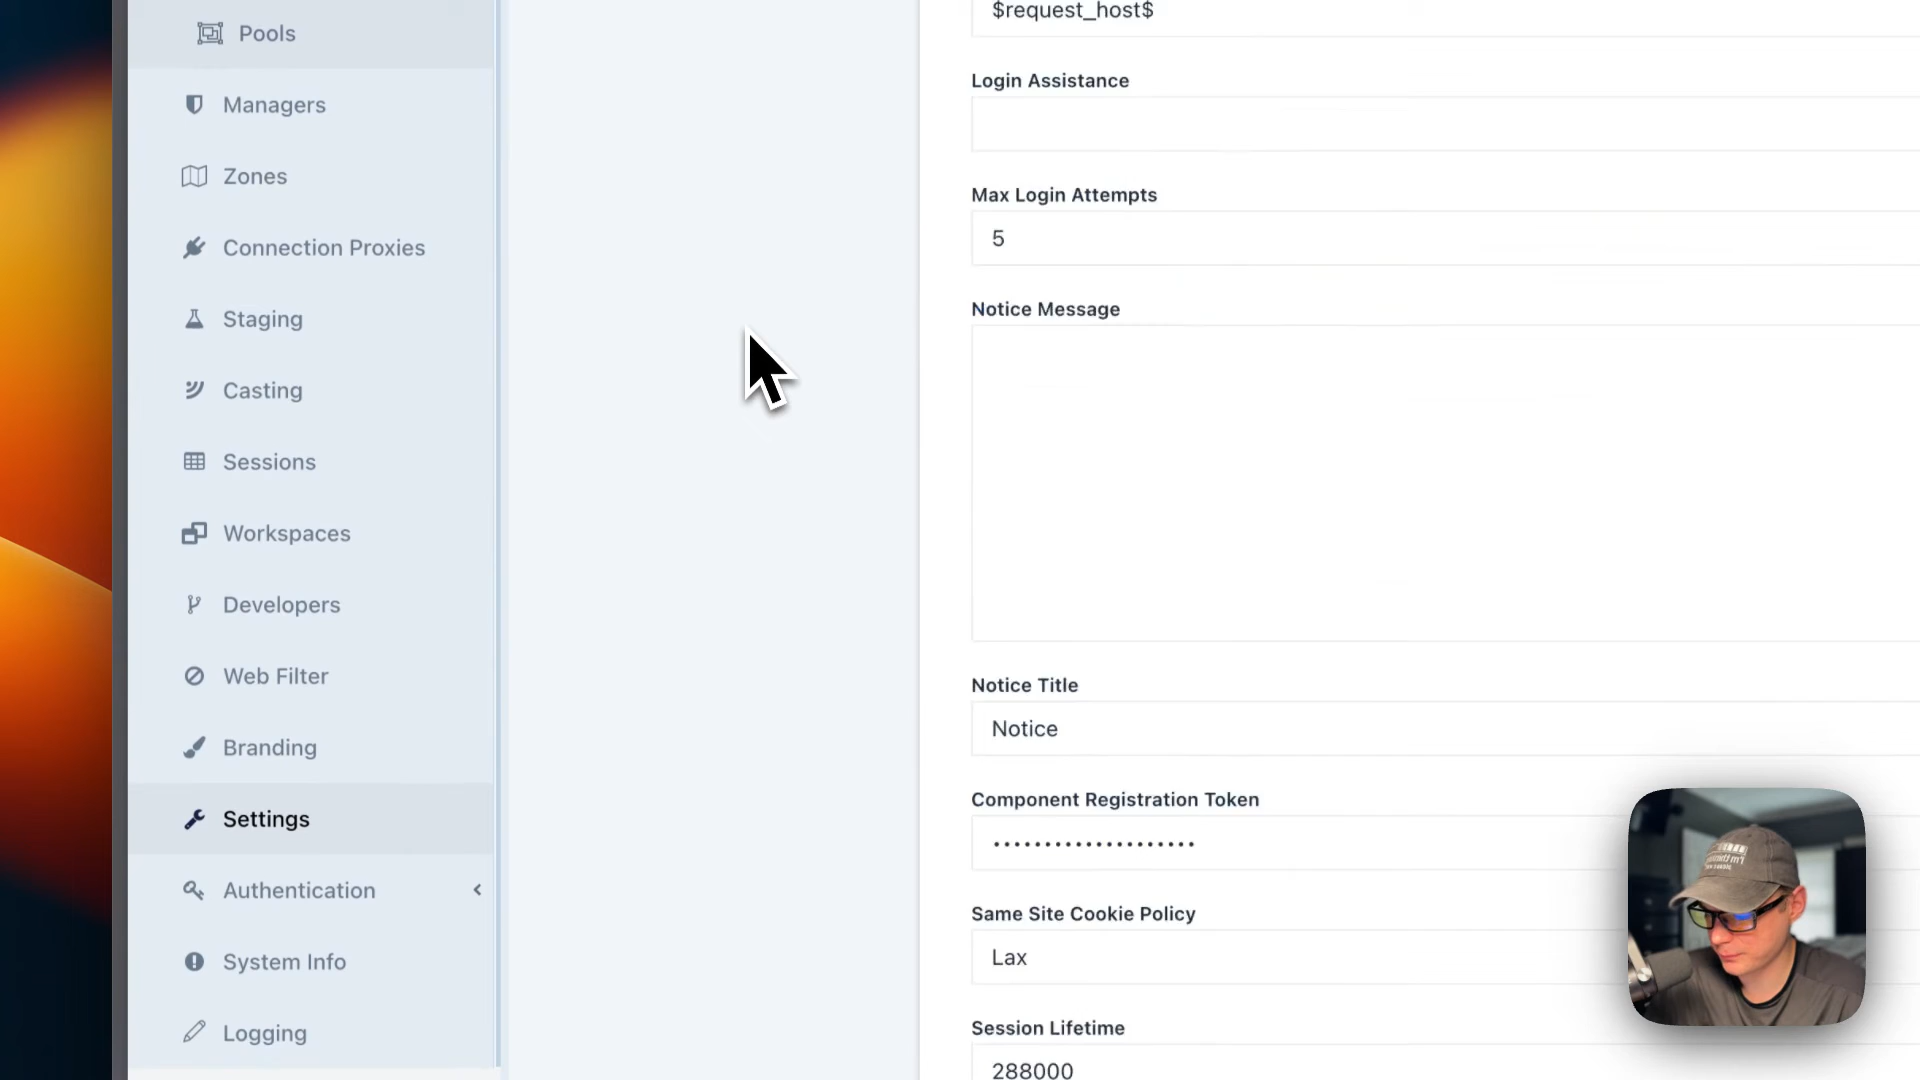 Pools
Managers
Zones
Connection Proxies
Staging
Casting
Sessions
Workspaces
Developers
Web Filter
Branding
Settings
Authentication
System Info
Logging
$request_host$
Login Assistance
Max Login Attempts
5
Notice Message
Notice Title
Notice
Component Registration Token
••••••••••••••••••••
Same Site Cookie Policy
Lax
Session Lifetime
288000